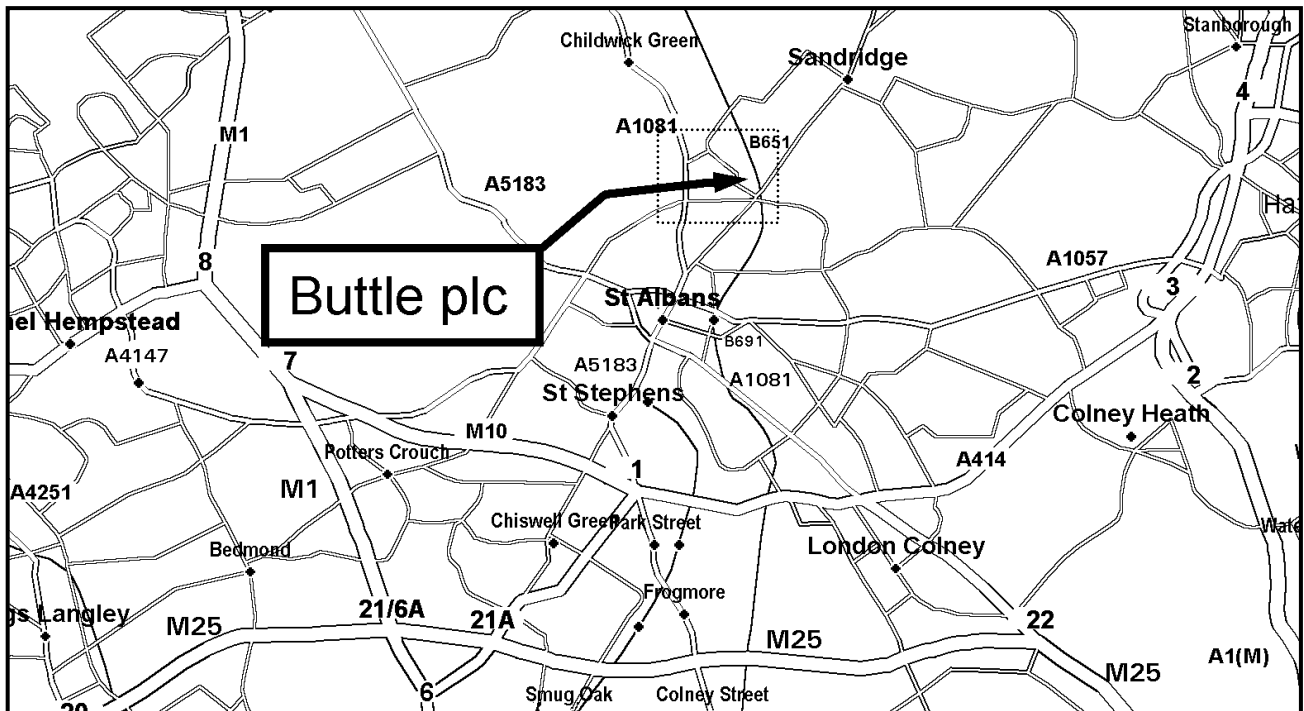 Stanborough
Childwick Green
Sandridge
4
M1
A1081
B651
A5183
8
Buttle plc
A1057
3
St Albans
nel Hempstead
A4147
7
B691
A5183
A1081
2
St Stephens
Colney Heath
M10
Potters Crouch
A414
1
A4251
M1
Chiswell Green
Park Street
Bedmond
London Colney
Frogmore
gs Langley
M25
21/6A
21A
22
M25
A1(M)
M25
6
Smug Oak
Colney Street
20